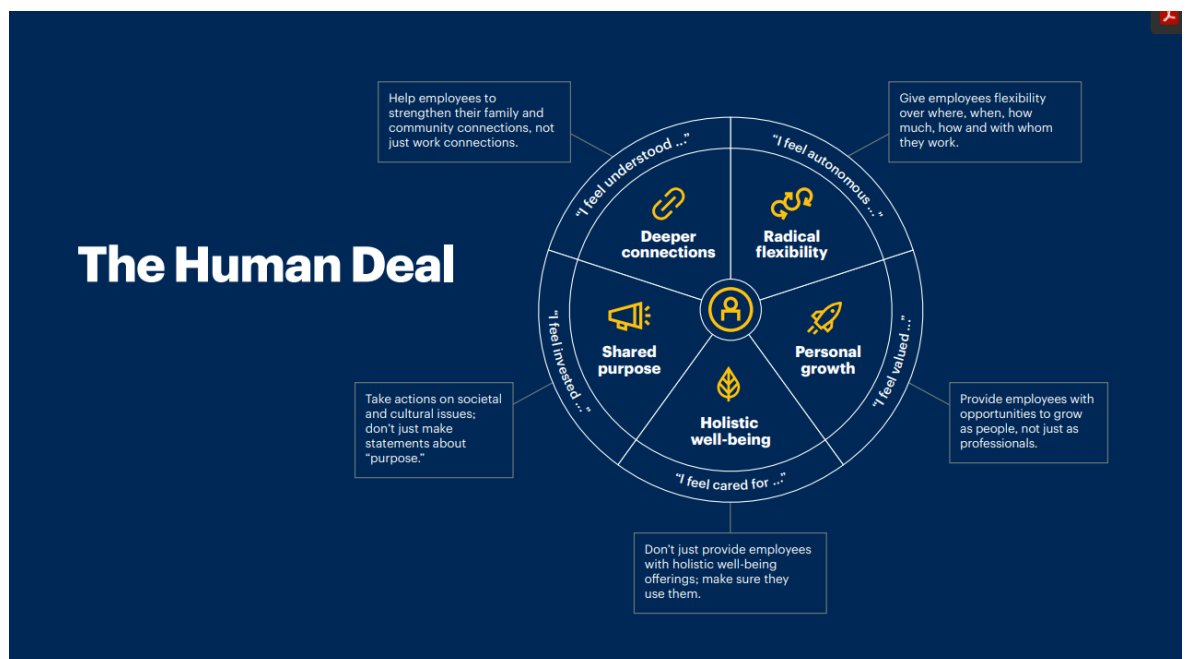 The Human Deal
Help employees to
strengthen their family and
community connections, not
just work connections.
"I feel understood ..."
Deeper
connections
Give employees flexibility
over where, when, how
much, how and with whom
they work.
"I feel autonomous ..."
Radical
flexibility
Shared
purpose
"I feel invested ..."
Take actions on societal
and cultural issues;
don't just make
statements about
"purpose."
Personal
growth
"I feel valued ..."
Provide employees with
opportunities to grow
as people, not just as
professionals.
Holistic
well-being
"I feel cared for ..."
Don't just provide employees
with holistic well-being
offerings; make sure they
use them.